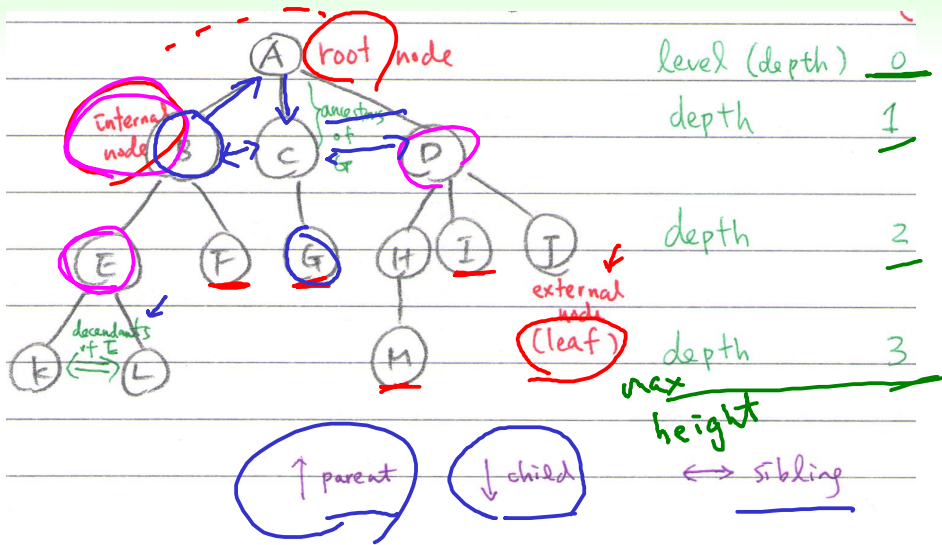 A root node level (depth) 0
ancestors
of
G
depth 1
internal
node
B C D
depth 2
E F G H I J
external
node
(leaf)
decendants
of E
K L M
depth 3
max
height
↑ parent ↓ child ↔ sibling